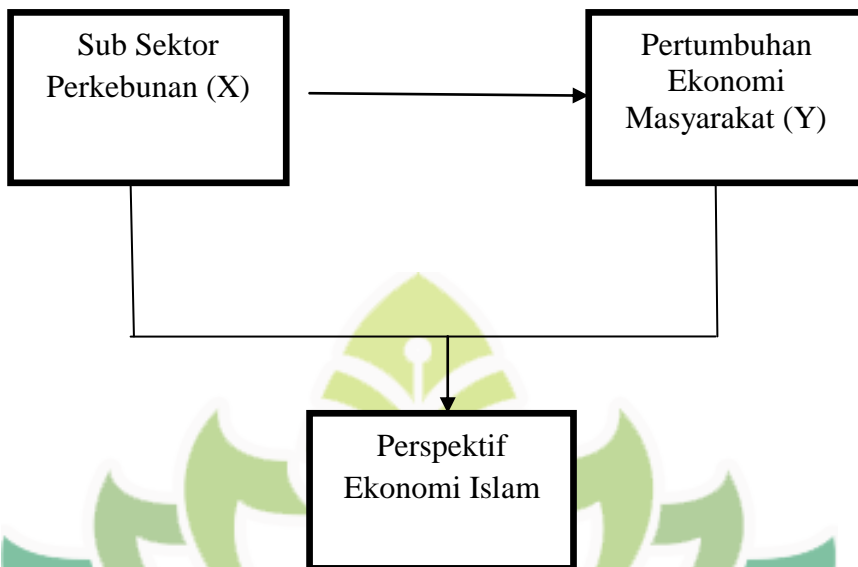 Sub Sektor
Perkebunan (X)
Pertumbuhan
Ekonomi
Masyarakat (Y)
Perspektif
Ekonomi Islam